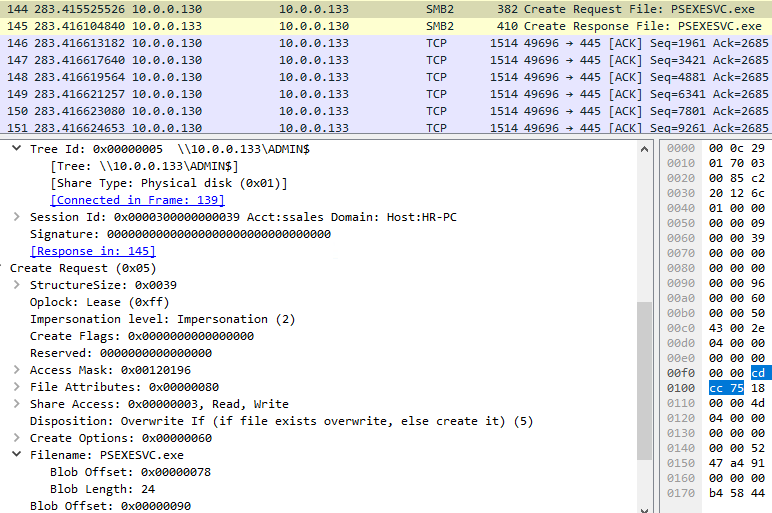 144 283.415525526 10.0.0.130 10.0.0.133 SMB2 382 Create Request File: PSEXESVC.exe
145 283.416104840 10.0.0.133 10.0.0.130 SMB2 410 Create Response File: PSEXESVC.exe
146 283.416613182 10.0.0.130 10.0.0.133 TCP 1514 49696 → 445 [ACK] Seq=1961 Ack=2685
147 283.416617640 10.0.0.130 10.0.0.133 TCP 1514 49696 → 445 [ACK] Seq=3421 Ack=2685
148 283.416619564 10.0.0.130 10.0.0.133 TCP 1514 49696 → 445 [ACK] Seq=4881 Ack=2685
149 283.416621257 10.0.0.130 10.0.0.133 TCP 1514 49696 → 445 [ACK] Seq=6341 Ack=2685
150 283.416623080 10.0.0.130 10.0.0.133 TCP 1514 49696 → 445 [ACK] Seq=7801 Ack=2685
151 283.416624653 10.0.0.130 10.0.0.133 TCP 1514 49696 → 445 [ACK] Seq=9261 Ack=2685
Tree Id: 0x00000005 \\10.0.0.133\ADMIN$
[Tree: \\10.0.0.133\ADMIN$]
[Share Type: Physical disk (0x01)]
[Connected in Frame: 139]
Session Id: 0x0000300000000039 Acct:ssales Domain: Host:HR-PC
Signature: 00000000000000000000000000000000
[Response in: 145]
Create Request (0x05)
StructureSize: 0x0039
Oplock: Lease (0xff)
Impersonation level: Impersonation (2)
Create Flags: 0x0000000000000000
Reserved: 0000000000000000
Access Mask: 0x00120196
File Attributes: 0x00000080
Share Access: 0x00000003, Read, Write
Disposition: Overwrite If (if file exists overwrite, else create it) (5)
Create Options: 0x00000060
Filename: PSEXESVC.exe
Blob Offset: 0x00000078
Blob Length: 24
Blob Offset: 0x00000090
0000 00 0c 29
0010 01 70 03
0020 00 85 c2
0030 20 12 6c
0040 01 00 00
0050 00 00 09
0060 00 00 39
0070 00 00 00
0080 00 00 00
0090 00 00 96
00a0 00 00 60
00b0 00 00 50
00c0 43 00 2e
00d0 04 00 00
00e0 00 00 00
00f0 00 00 cd
0100 cc 75 18
0110 00 00 4d
0120 04 00 00
0130 00 00 00
0140 00 00 52
0150 47 a4 91
0160 00 00 00
0170 b4 58 44